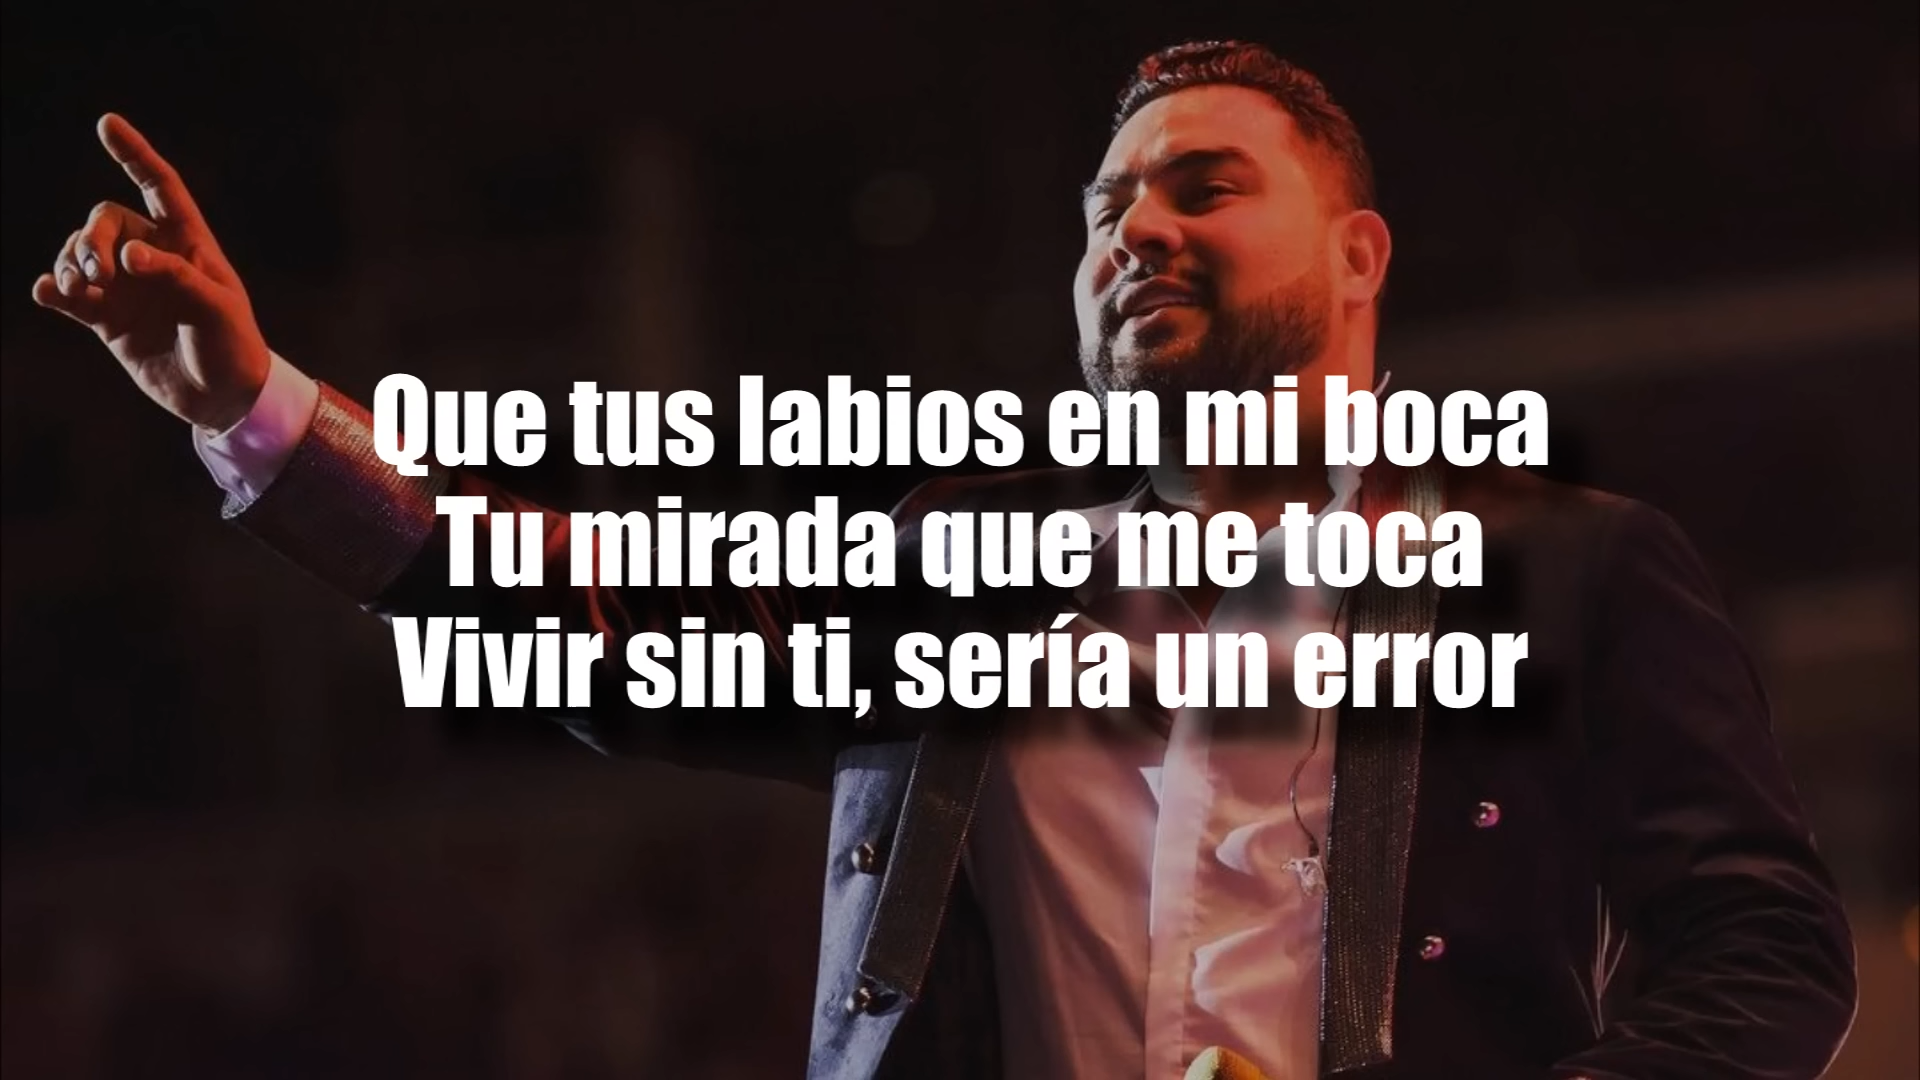 Que tus labios en mi boca
Tu mirada que me toca
Vivir sin ti, sería un error